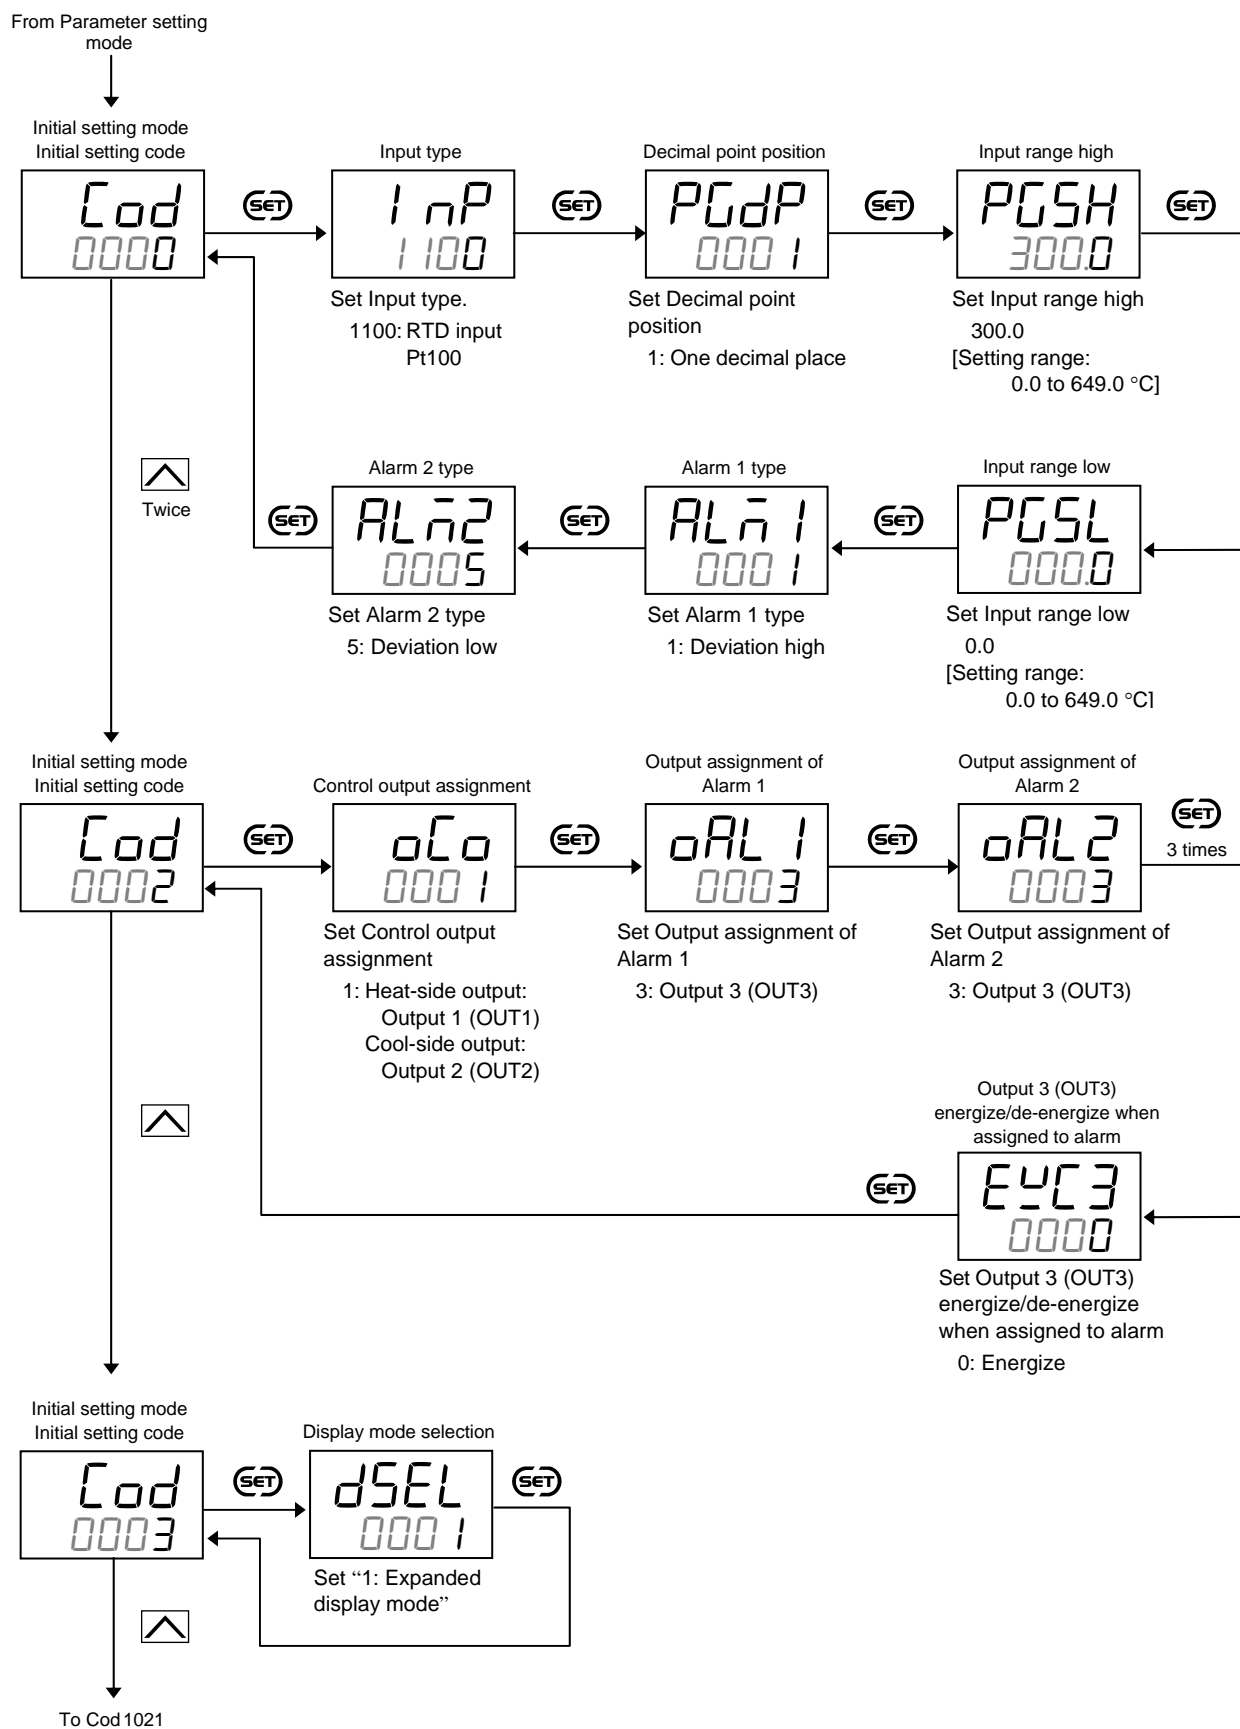 From Parameter setting
mode
Initial setting mode
Initial setting code
Cod
0000
SET
Input type
InP
1100
SET
Set Input type.
1100: RTD input
Pt100
Decimal point position
PGdP
0001
SET
Set Decimal point
position
1: One decimal place
Input range high
PGSH
300.0
SET
Set Input range high
300.0
[Setting range:
0.0 to 649.0 °C]
Twice
Alarm 2 type
SET
ALM2
0005
Set Alarm 2 type
5: Deviation low
Alarm 1 type
SET
ALM1
0001
Set Alarm 1 type
1: Deviation high
Input range low
SET
PGSL
000.0
Set Input range low
0.0
[Setting range:
0.0 to 649.0 °C]
Initial setting mode
Initial setting code
Cod
0002
SET
Control output assignment
oCo
0001
SET
Set Control output
assignment
1: Heat-side output:
Output 1 (OUT1)
Cool-side output:
Output 2 (OUT2)
Output assignment of
Alarm 1
oAL1
0003
SET
Set Output assignment of
Alarm 1
3: Output 3 (OUT3)
Output assignment of
Alarm 2
oAL2
0003
SET
3 times
Set Output assignment of
Alarm 2
3: Output 3 (OUT3)
Output 3 (OUT3)
energize/de-energize when
assigned to alarm
SET
EXC3
0000
Set Output 3 (OUT3)
energize/de-energize
when assigned to alarm
0: Energize
Initial setting mode
Initial setting code
Cod
0003
SET
Display mode selection
dSEL
0001
SET
Set “1: Expanded
display mode”
To Cod 1021